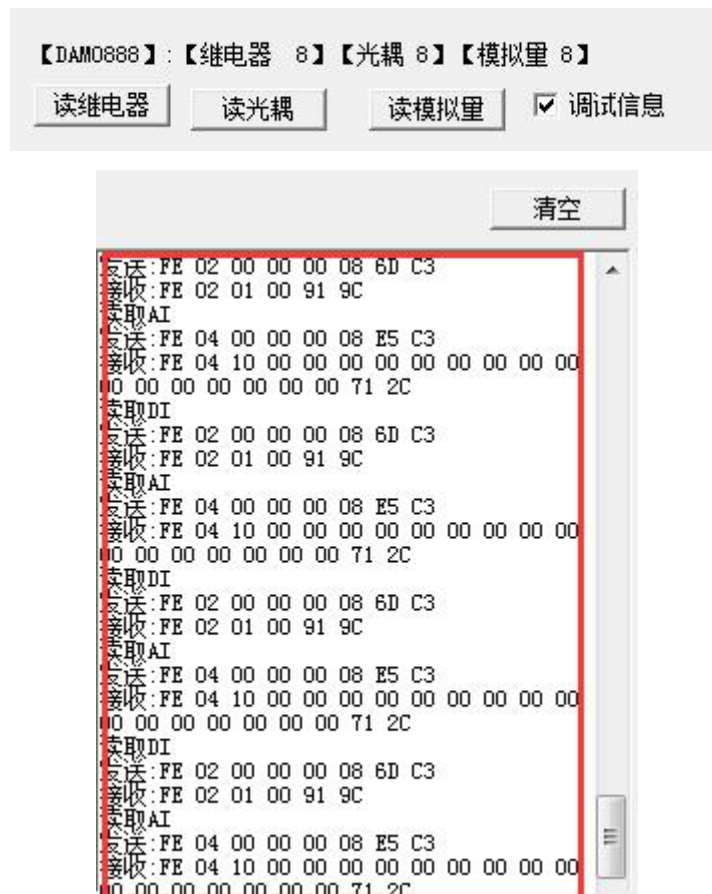 【DAM0888】:【继电器 8】【光耦 8】【模拟量 8】
读继电器 读光耦 读模拟量 调试信息
清空
发送:FE 02 00 00 00 08 6D C3
接收:FE 02 01 00 91 9C
读取AI
发送:FE 04 00 00 00 08 E5 C3
接收:FE 04 10 00 00 00 00 00 00 00 00 00
00 00 00 00 00 00 00 71 2C
读取DI
发送:FE 02 00 00 00 08 6D C3
接收:FE 02 01 00 91 9C
读取AI
发送:FE 04 00 00 00 08 E5 C3
接收:FE 04 10 00 00 00 00 00 00 00 00 00
00 00 00 00 00 00 00 71 2C
读取DI
发送:FE 02 00 00 00 08 6D C3
接收:FE 02 01 00 91 9C
读取AI
发送:FE 04 00 00 00 08 E5 C3
接收:FE 04 10 00 00 00 00 00 00 00 00 00
00 00 00 00 00 00 00 71 2C
读取DI
发送:FE 02 00 00 00 08 6D C3
接收:FE 02 01 00 91 9C
读取AI
发送:FE 04 00 00 00 08 E5 C3
接收:FE 04 10 00 00 00 00 00 00 00 00 00
00 00 00 00 00 00 00 71 2C